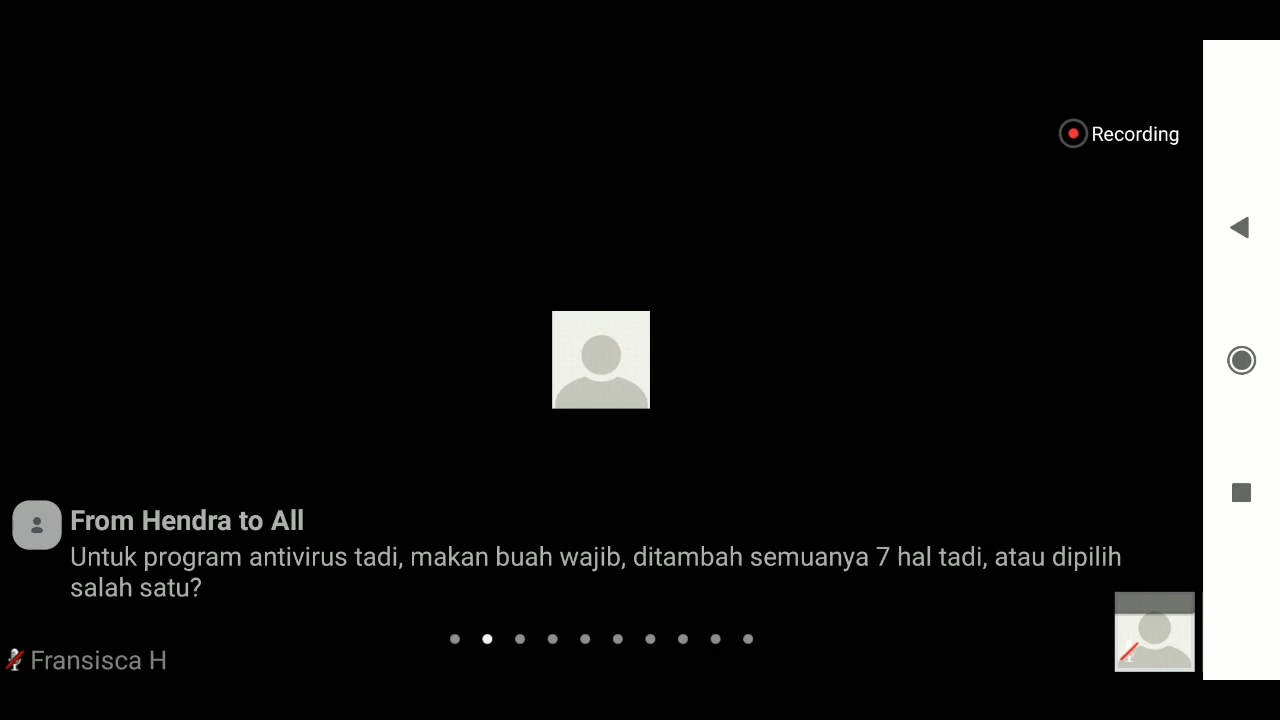 Recording
From Hendra to All
Untuk program antivirus tadi, makan buah wajib, ditambah semuanya 7 hal tadi, atau dipilih
salah satu?
Fransisca H